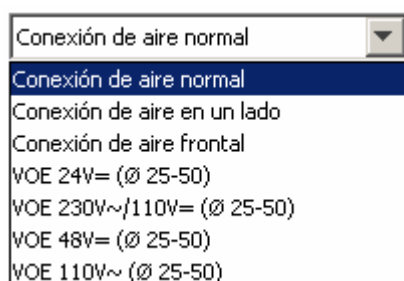 Conexión de aire normal
Conexión de aire normal
Conexión de aire en un lado
Conexión de aire frontal
VOE 24V= (Ø 25-50)
VOE 230V~/110V= (Ø 25-50)
VOE 48V= (Ø 25-50)
VOE 110V~ (Ø 25-50)